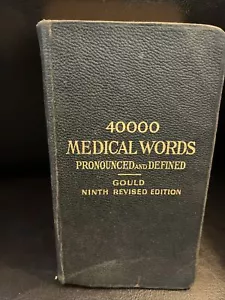 40000
MEDICAL WORDS
PRONOUNCED AND DEFINED
GOULD
NINTH REVISED EDITION